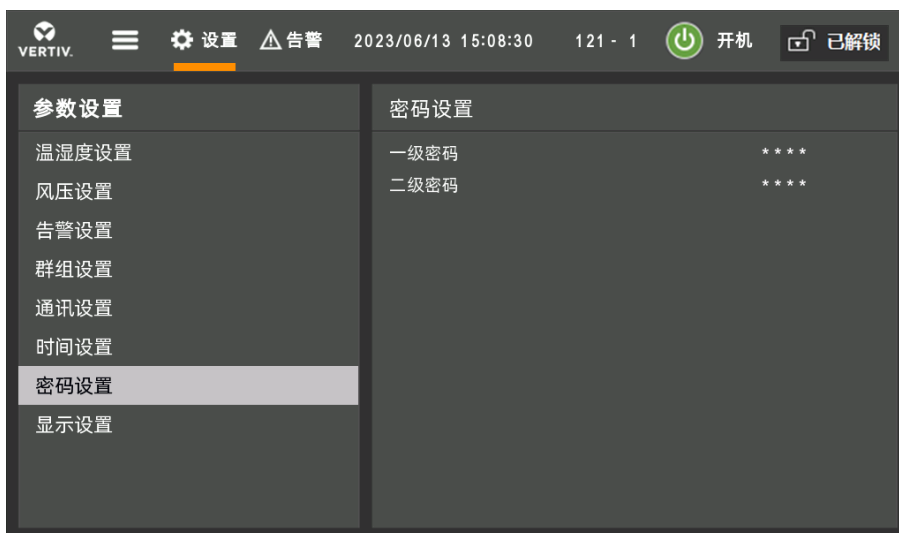 VERTIV. 设置 告警 2023/06/13 15:08:30 121 - 1 开机 已解锁
参数设置
温湿度设置
风压设置
告警设置
群组设置
通讯设置
时间设置
密码设置
显示设置
密码设置
一级密码 ****
二级密码 ****